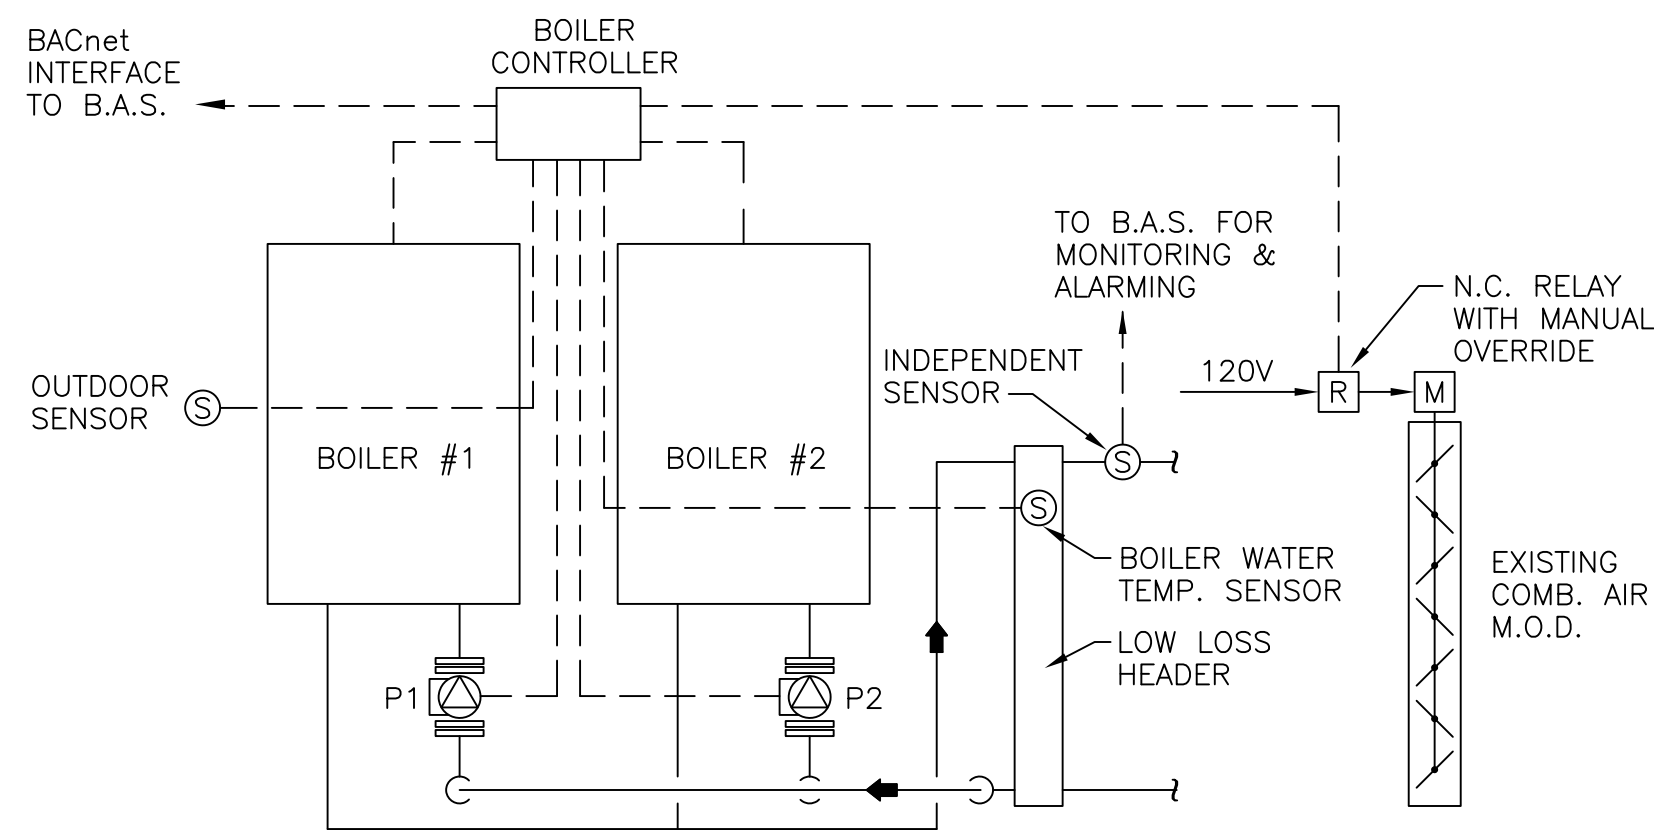 BACnet
INTERFACE
TO B.A.S.
BOILER
CONTROLLER
TO B.A.S. FOR
MONITORING &
ALARMING
N.C. RELAY
WITH MANUAL
OVERRIDE
INDEPENDENT
SENSOR
120V
R
M
OUTDOOR
SENSOR
S
BOILER #1
BOILER #2
S
S
BOILER WATER
TEMP. SENSOR
EXISTING
COMB. AIR
M.O.D.
LOW LOSS
HEADER
P1
P2